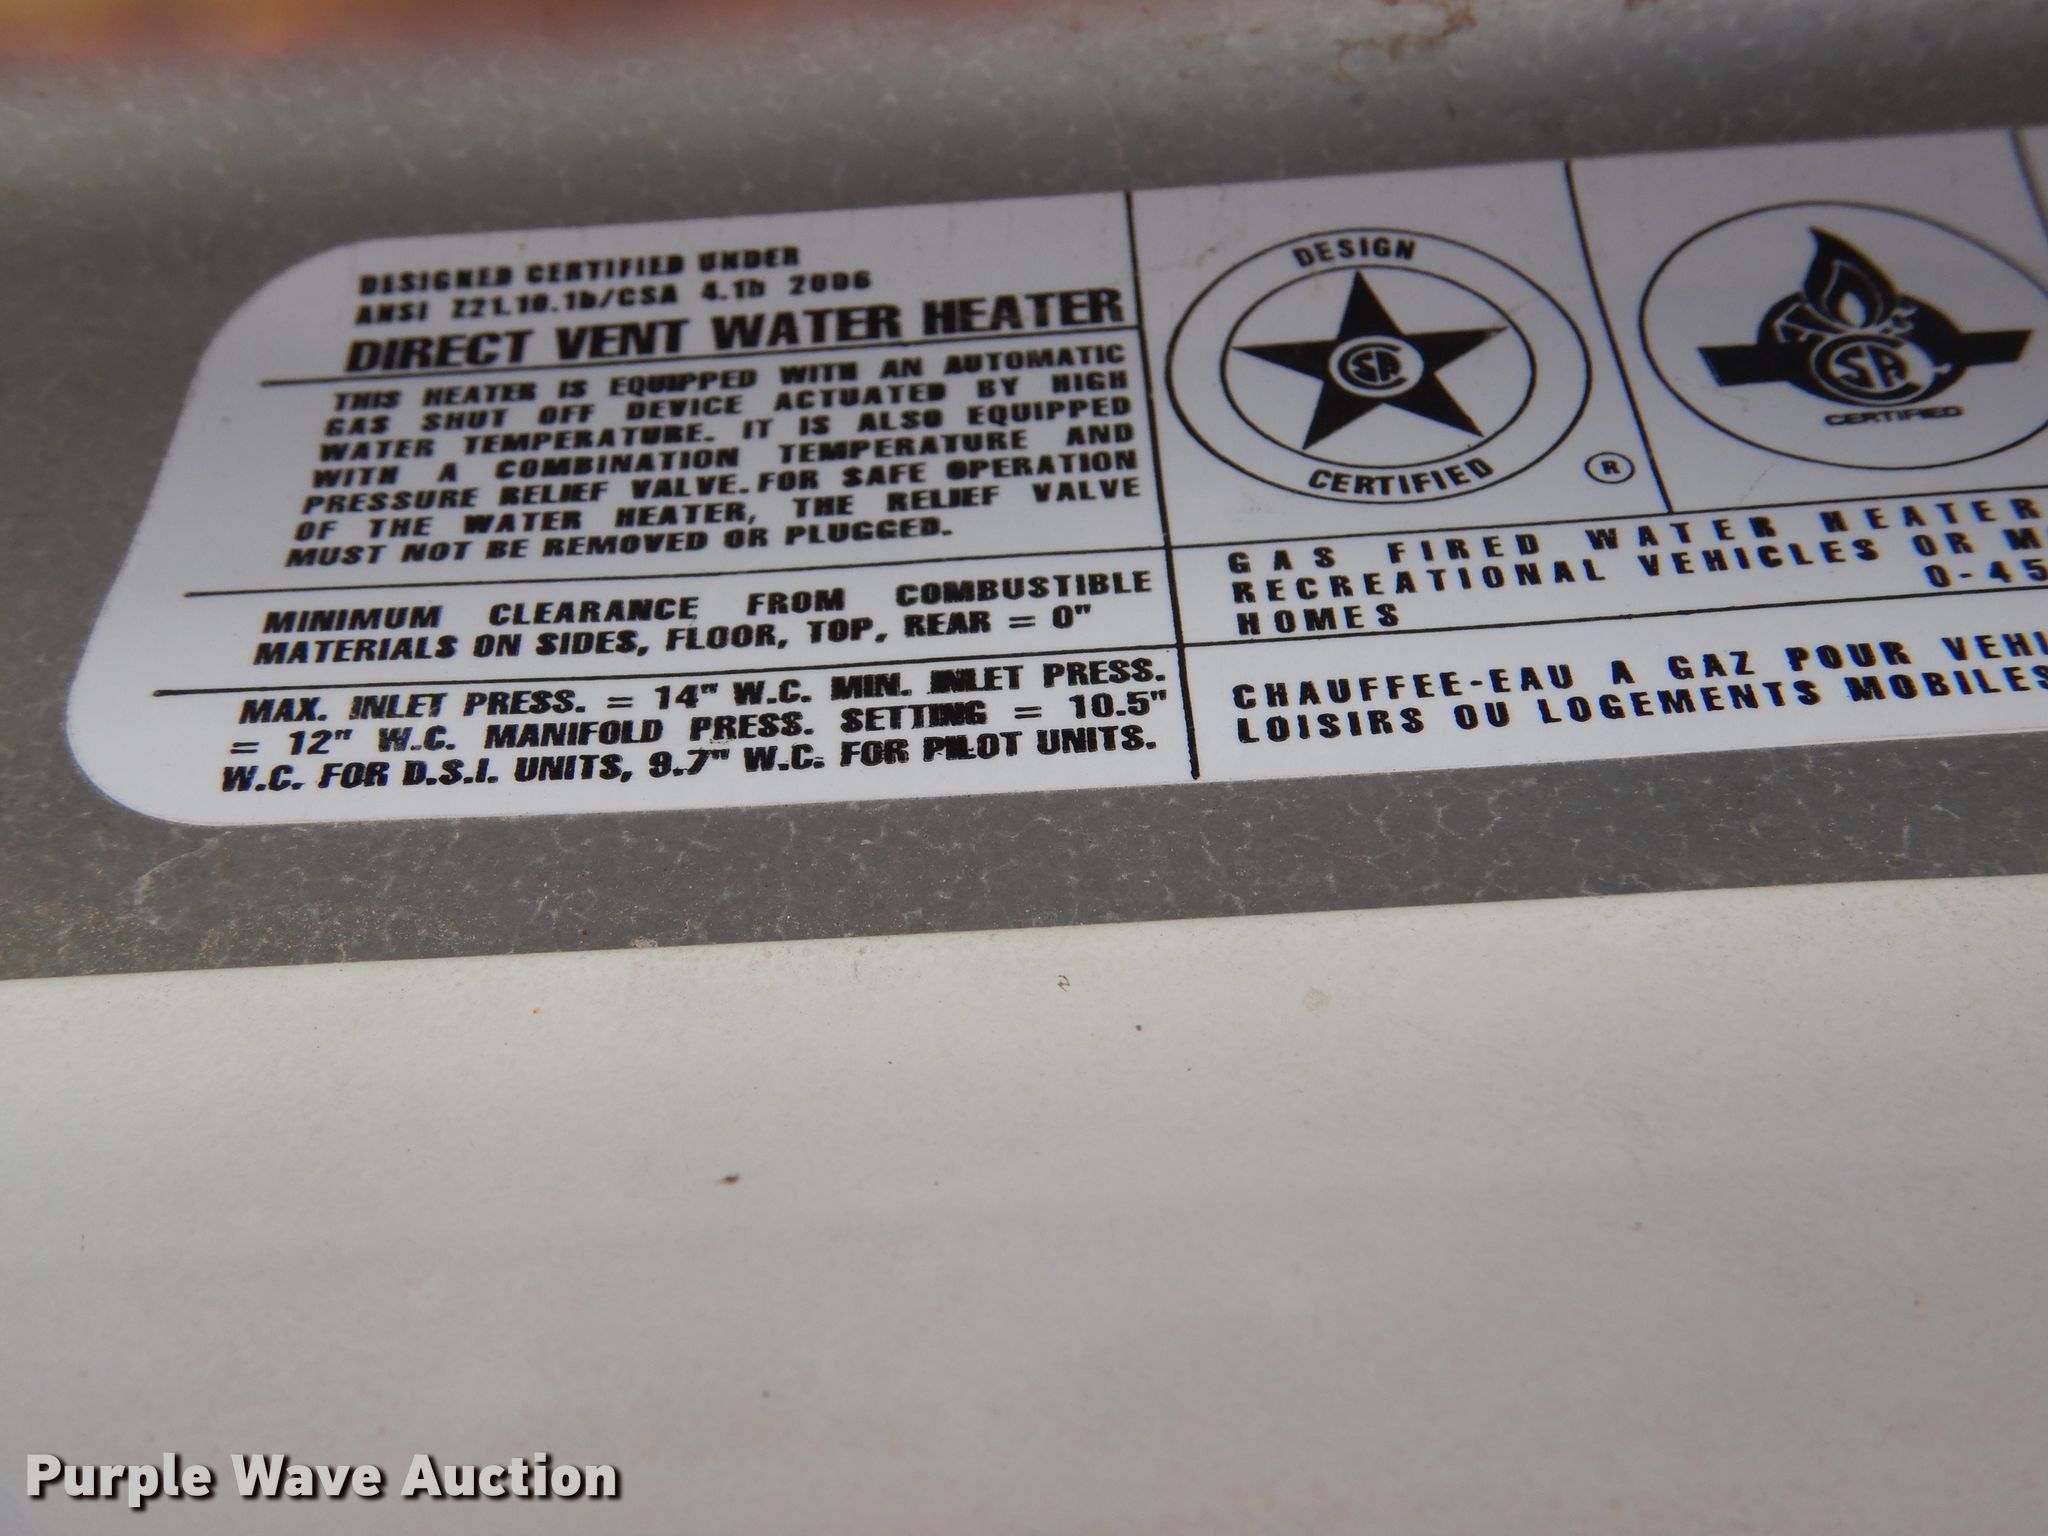 DESIGNED CERTIFIED UNDER
ANSI Z21.10.1b/CSA 4.1b 2006
DIRECT VENT WATER HEATER
THIS HEATER IS EQUIPPED WITH AN AUTOMATIC
GAS SHUT OFF DEVICE ACTUATED BY HIGH
WATER TEMPERATURE. IT IS ALSO EQUIPPED
WITH A COMBINATION TEMPERATURE AND
PRESSURE RELIEF VALVE. FOR SAFE OPERATION
OF THE WATER HEATER, THE RELIEF VALVE
MUST NOT BE REMOVED OR PLUGGED.
MINIMUM CLEARANCE FROM COMBUSTIBLE
MATERIALS ON SIDES, FLOOR, TOP, REAR = 0"
MAX. INLET PRESS. = 14" W.C. MIN. INLET PRESS.
= 12" W.C. MANIFOLD PRESS. SETTING = 10.5"
W.C. FOR D.S.I. UNITS, 9.7" W.C. FOR PILOT UNITS.
DESIGN
CSA
CERTIFIED
®
CSA
CERTIFIED
GAS FIRED WATER HEATER
RECREATIONAL VEHICLES OR
HOMES 0-45
CHAUFFEE-EAU A GAZ POUR
LOISIRS OU LOGEMENTS MOBILES
Purple Wave Auction